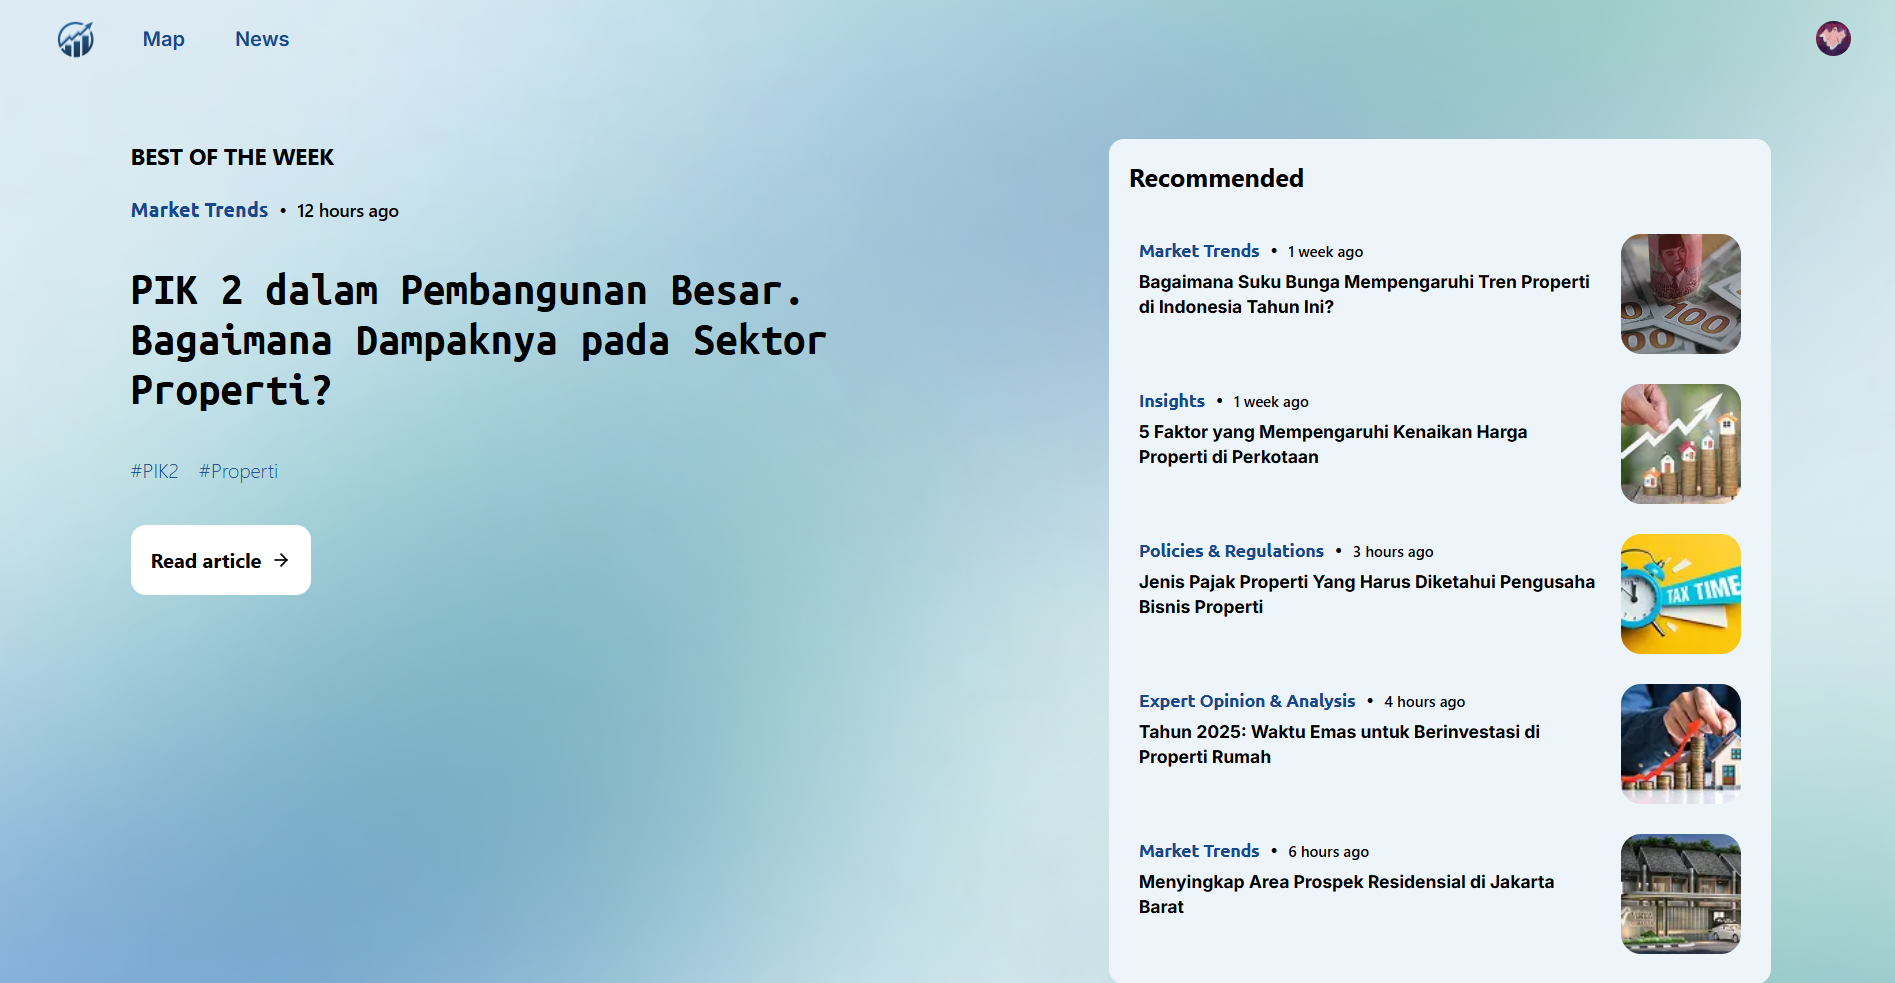 Map
News
BEST OF THE WEEK
Market Trends • 12 hours ago
PIK 2 dalam Pembangunan Besar.
Bagaimana Dampaknya pada Sektor
Properti?
#PIK2 #Properti
Read article →
Recommended
Market Trends • 1 week ago
Bagaimana Suku Bunga Mempengaruhi Tren Properti
di Indonesia Tahun Ini?
100
00
Insights • 1 week ago
5 Faktor yang Mempengaruhi Kenaikan Harga
Properti di Perkotaan
Policies & Regulations • 3 hours ago
Jenis Pajak Properti Yang Harus Diketahui Pengusaha
Bisnis Properti
TAX TIME
Expert Opinion & Analysis • 4 hours ago
Tahun 2025: Waktu Emas untuk Berinvestasi di
Properti Rumah
Market Trends • 6 hours ago
Menyingkap Area Prospek Residensial di Jakarta
Barat